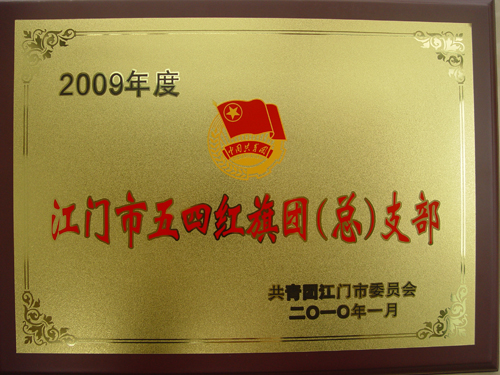 2009年度
中国共青团
江门市五四红旗团(总)支部
共青团江门市委员会
二〇一〇年一月